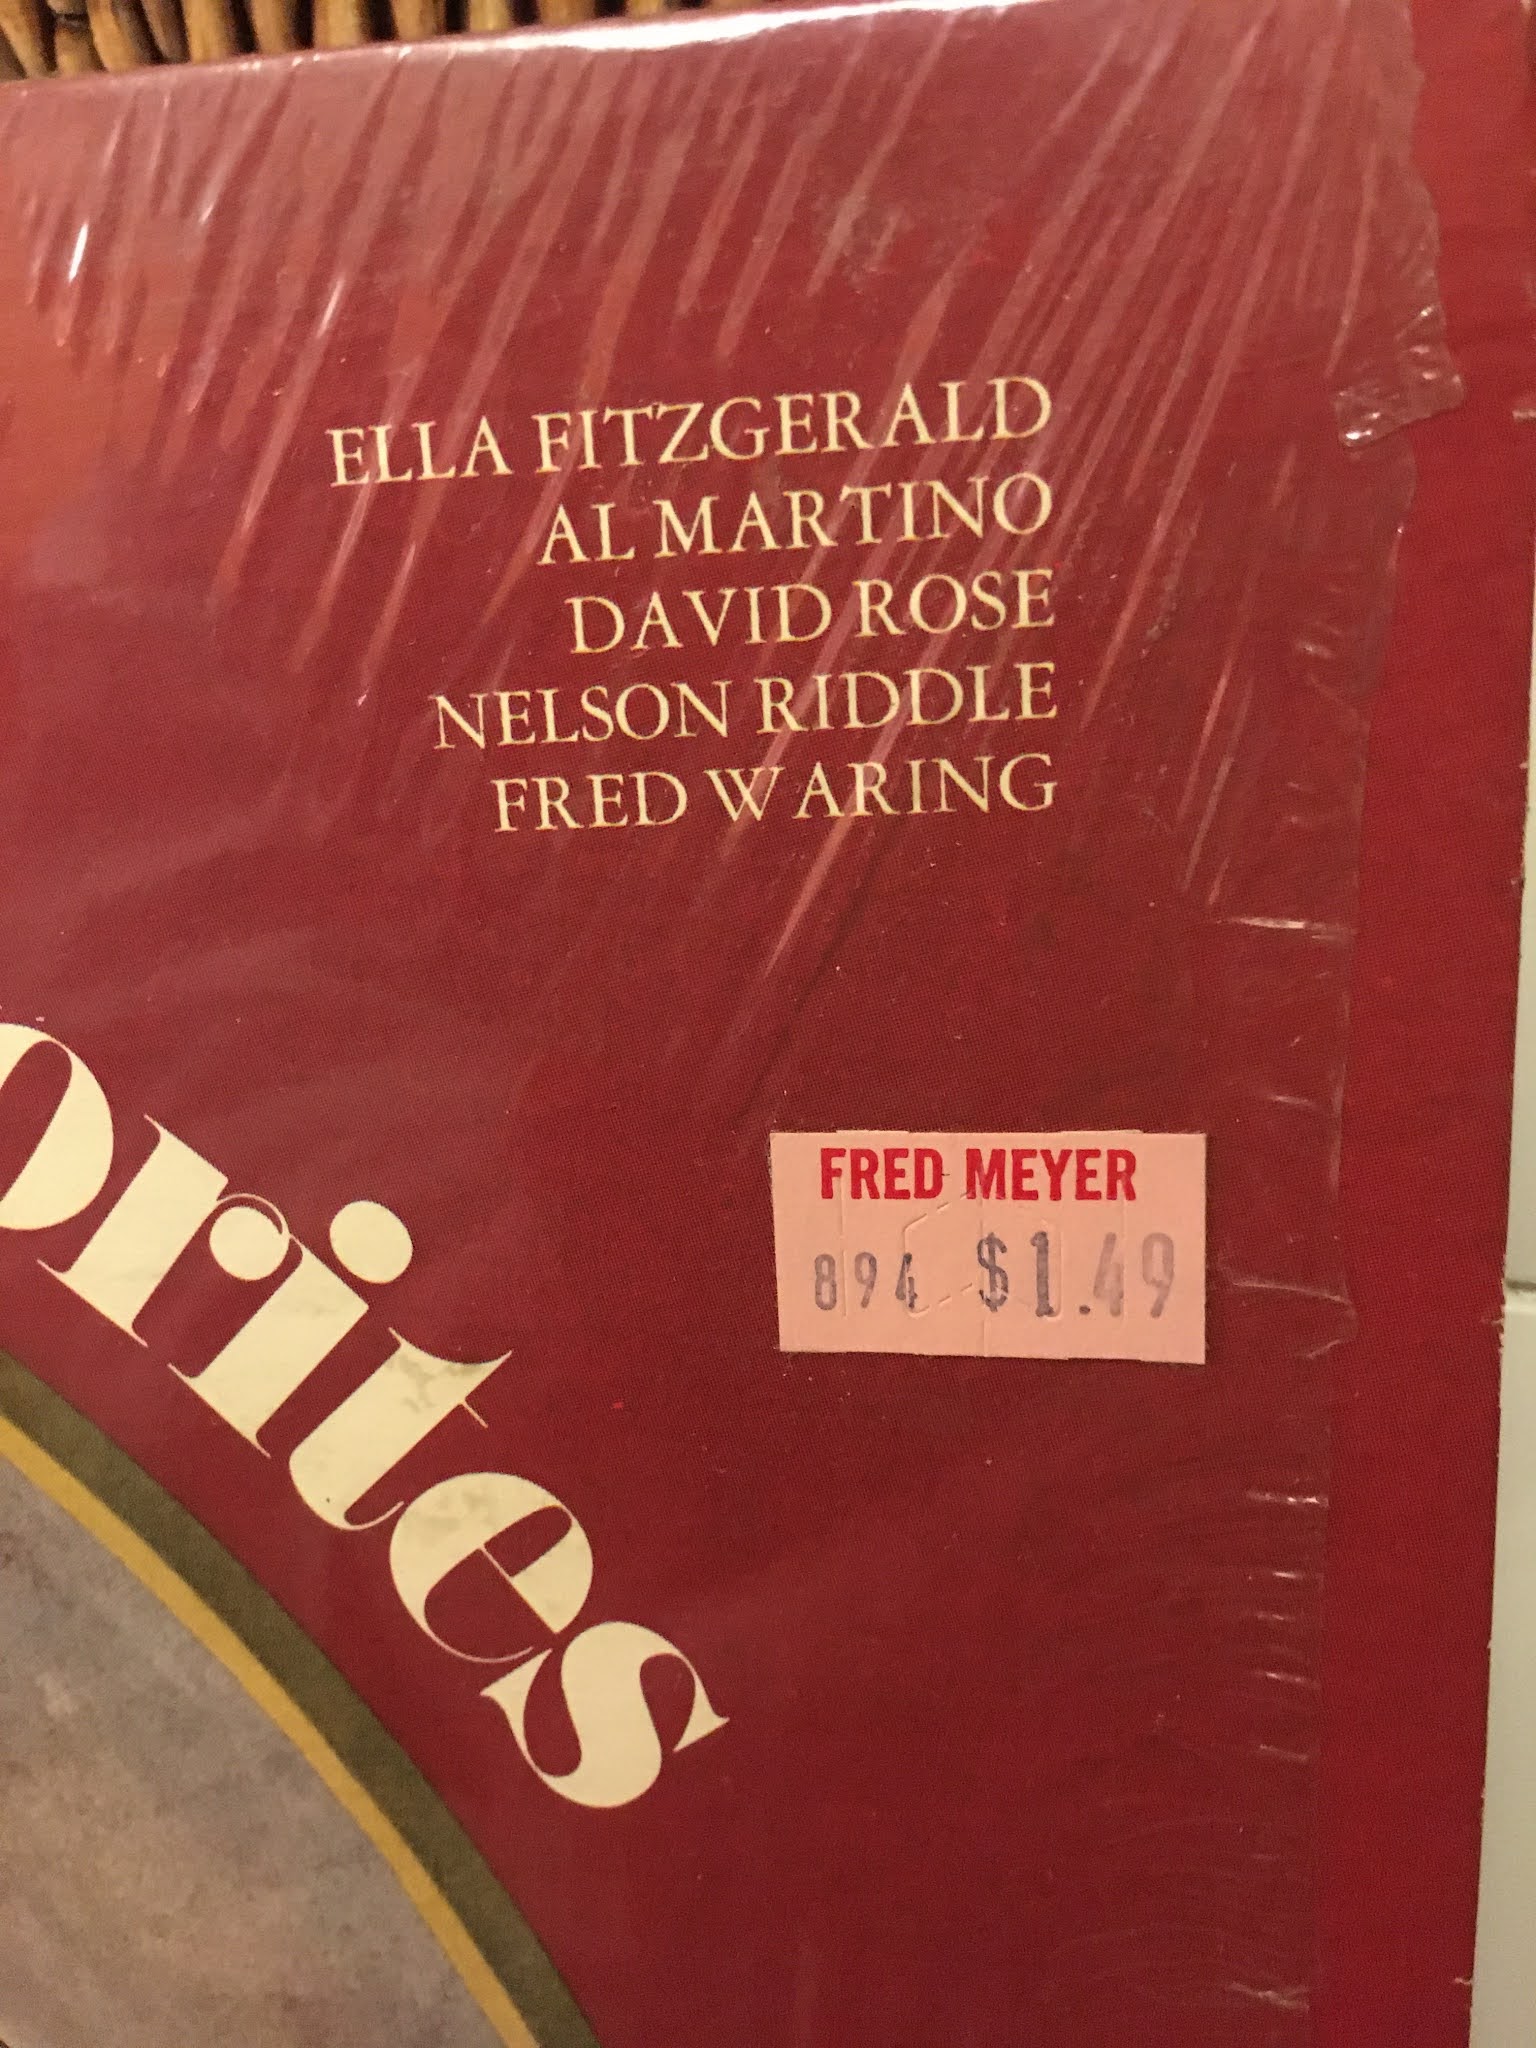 ELLA FITZGERALD
AL MARTINO
DAVID ROSE
NELSON RIDDLE
FRED WARING
orites
FRED MEYER
894 $1.49